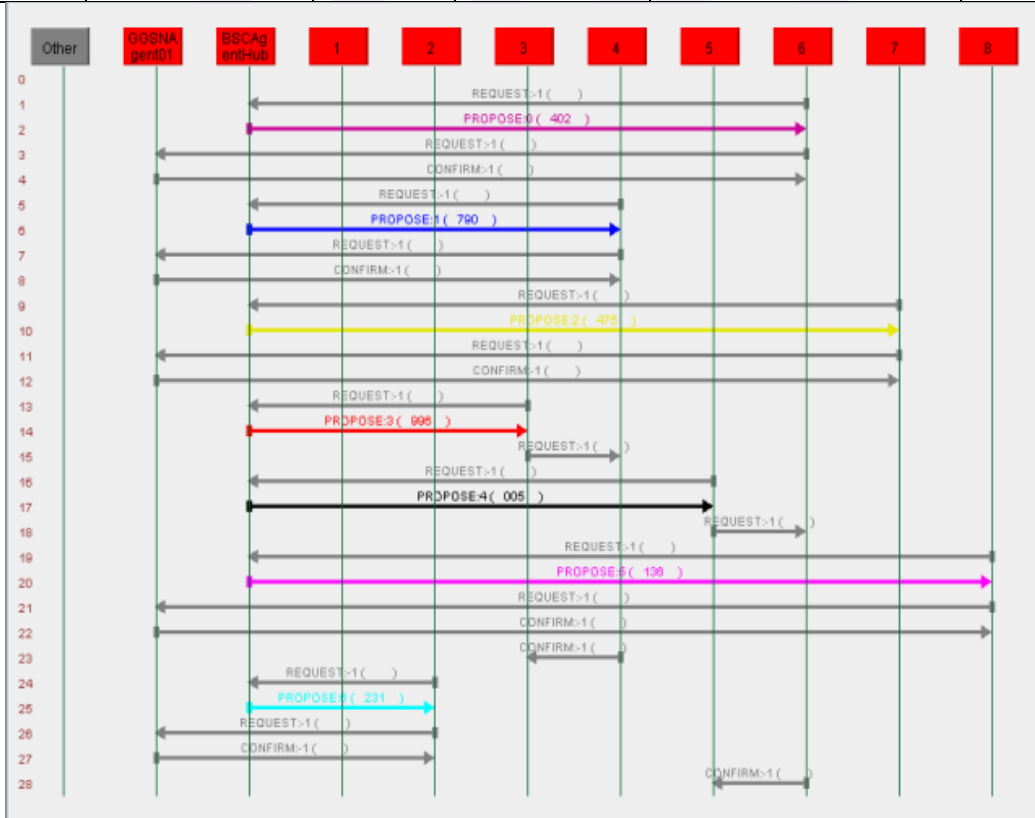 Other
GGSNA
gent01
BSCAg
entHub
1
2
3
4
5
6
7
8
0
1 REQUEST:-1 ( )
2 PROPOSE:0 ( 402 )
3 REQUEST:-1 ( )
4 CONFIRM:-1 ( )
5 REQUEST:-1 ( )
6 PROPOSE:1 ( 790 )
7 REQUEST:-1 ( )
8 CONFIRM:-1 ( )
9 REQUEST:-1 ( )
10 PROPOSE:2 ( 475 )
11 REQUEST:-1 ( )
12 CONFIRM:-1 ( )
13 REQUEST:-1 ( )
14 PROPOSE:3 ( 995 )
15 REQUEST:-1 ( )
16 REQUEST:-1 ( )
17 PROPOSE:4 ( 005 )
18 REQUEST:-1 ( )
19 REQUEST:-1 ( )
20 PROPOSE:5 ( 136 )
21 REQUEST:-1 ( )
22 CONFIRM:-1 ( )
23 CONFIRM:-1 ( )
24 REQUEST:-1 ( )
25 PROPOSE:6 ( 231 )
26 REQUEST:-1 ( )
27 CONFIRM:-1 ( )
28 CONFIRM:-1 ( )